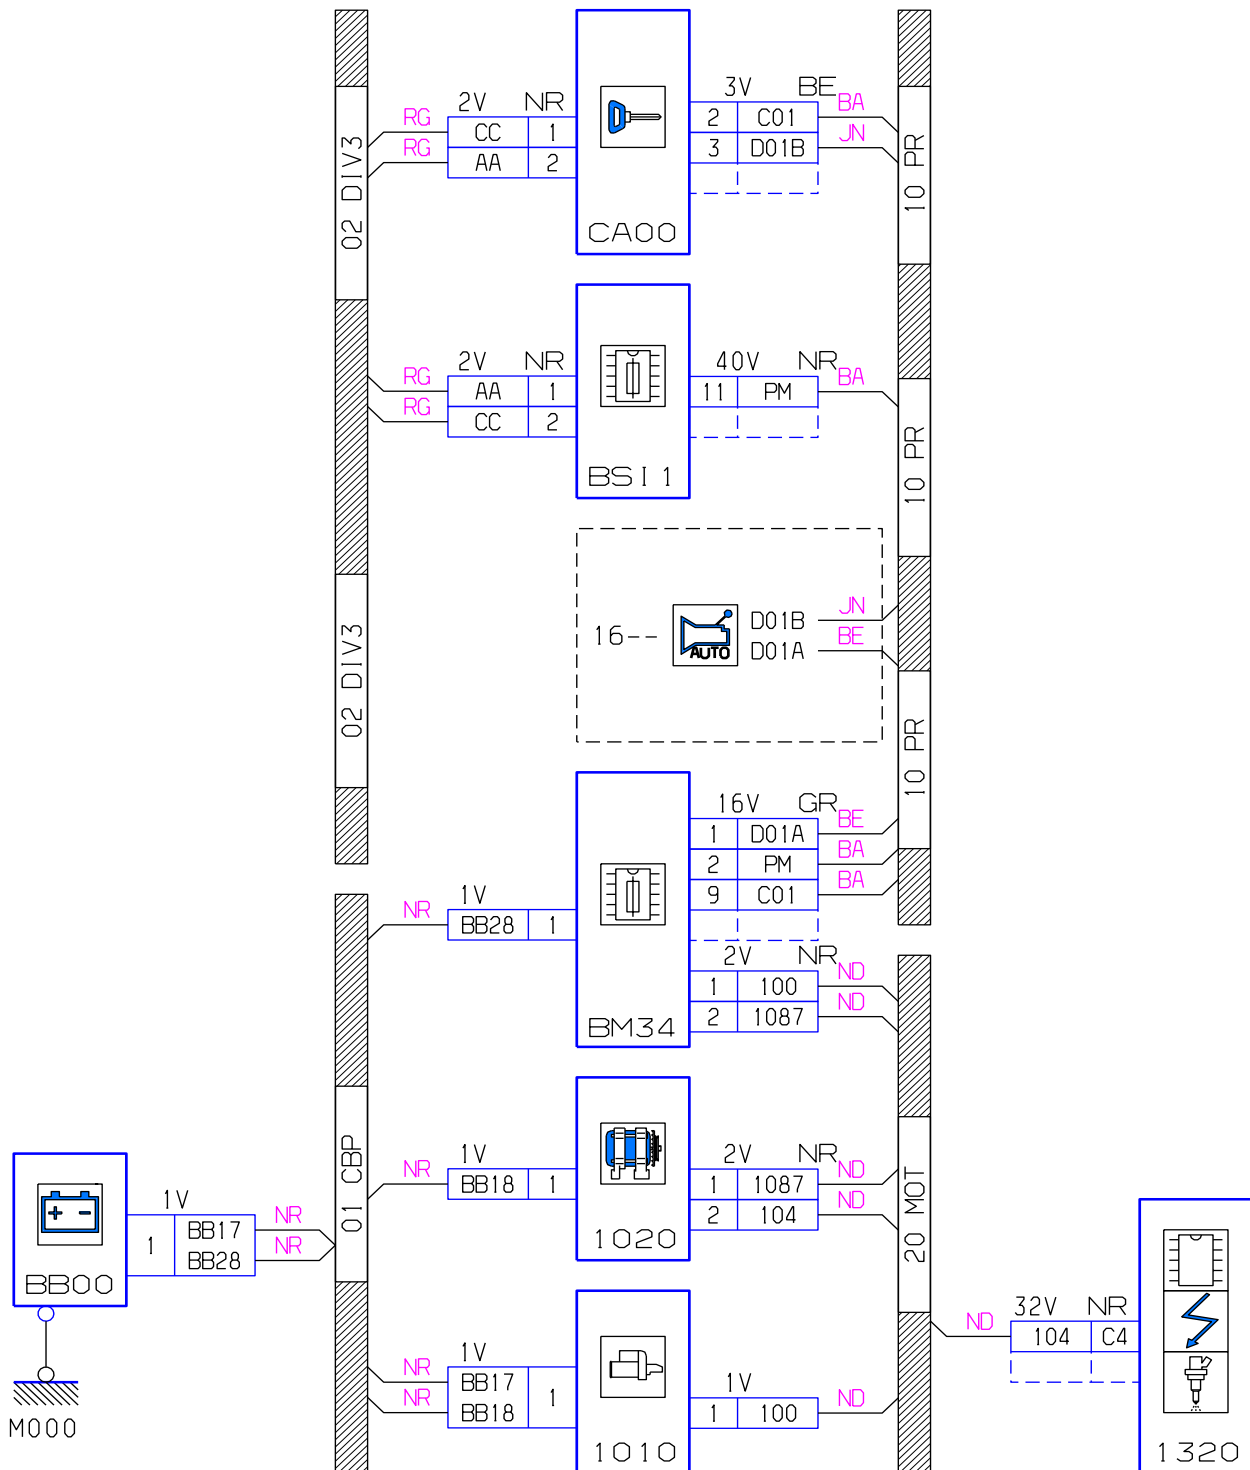 02 DIV3
RG
RG
2V NR
CC 1
AA 2
CA00
3V BE
2 C01 BA
3 D01B JN
10 PR
RG
RG
2V NR
AA 1
CC 2
BSI1
40V NR
11 PM BA
10 PR
02 DIV3
16--
AUTO
D01B JN
D01A BE
10 PR
16V GR
1 D01A BE
2 PM BA
9 C01 BA
NR
1V
BB28 1
BM34
2V NR
1 100 ND
2 1087 ND
01 CBP
NR
1V
BB18 1
1020
2V NR
1 1087 ND
2 104 ND
20 MOT
+ -
BB00
1V
1 BB17 NR
BB28 NR
M000
NR
NR
1V
BB17
BB18
1
1010
1V
1 100 ND
ND
32V NR
104 C4
1320